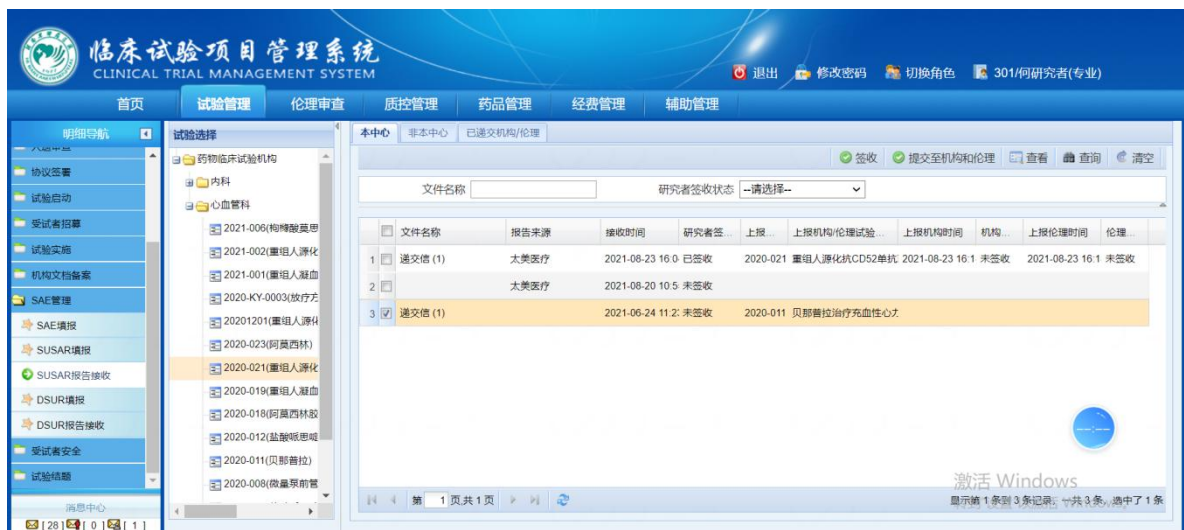 临床试验项目管理系统
CLINICAL TRIAL MANAGEMENT SYSTEM
退出 修改密码 切换角色 301/何研究者(专业)
首页 试验管理 伦理审查 质控管理 药品管理 经费管理 辅助管理
明细导航
协议签署
试验启动
受试者招募
试验实施
机构文档备案
SAE管理
SAE填报
SUSAR填报
SUSAR报告接收
DSUR填报
DSUR报告接收
受试者安全
试验结题
消息中心
[28] [0] [1]
试验选择
药物临床试验机构
内科
心血管科
2021-006(枸橼酸莫思
2021-002(重组人源化
2021-001(重组人凝血
2020-KY-0003(放疗方
20201201(重组人源化
2020-023(阿莫西林)
2020-021(重组人源化
2020-019(重组人凝血
2020-018(阿莫西林胶
2020-012(盐酸哌思啶
2020-011(贝那普拉)
2020-008(微量泵前管
本中心 非本中心 已递交机构/伦理
签收 提交至机构和伦理 查看 查询 清空
文件名称 研究者签收状态 --请选择--
文件名称 报告来源 接收时间 研究者签... 上报... 上报机构/伦理试验... 上报机构时间 机构... 上报伦理时间 伦理...
1 递交信 (1) 太美医疗 2021-08-23 16:0 已签收 2020-021 重组人源化抗CD52单抗 2021-08-23 16:1 未签收 2021-08-23 16:1 未签收
2 太美医疗 2021-08-20 10:5 未签收
3 递交信 (1) 2021-06-24 11:2 未签收 2020-011 贝那普拉治疗充血性心力
第 1 页共 1 页
激活 Windows
显示第 1 条到 3 条记录，一共 3 条，选中了 1 条